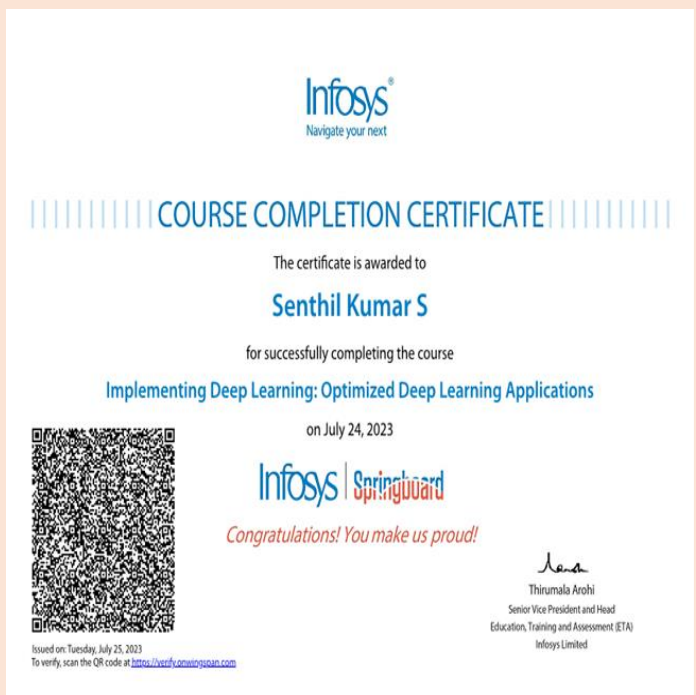 Infosys®
Navigate your next
COURSE COMPLETION CERTIFICATE
The certificate is awarded to
Senthil Kumar S
for successfully completing the course
Implementing Deep Learning: Optimized Deep Learning Applications
on July 24, 2023
Infosys | Springboard
Congratulations! You make us proud!
Thirumala Arohi
Senior Vice President and Head
Education, Training and Assessment (ETA)
Infosys Limited
Issued on: Tuesday, July 25, 2023
To verify, scan the QR code at https://verify.onwingspan.com